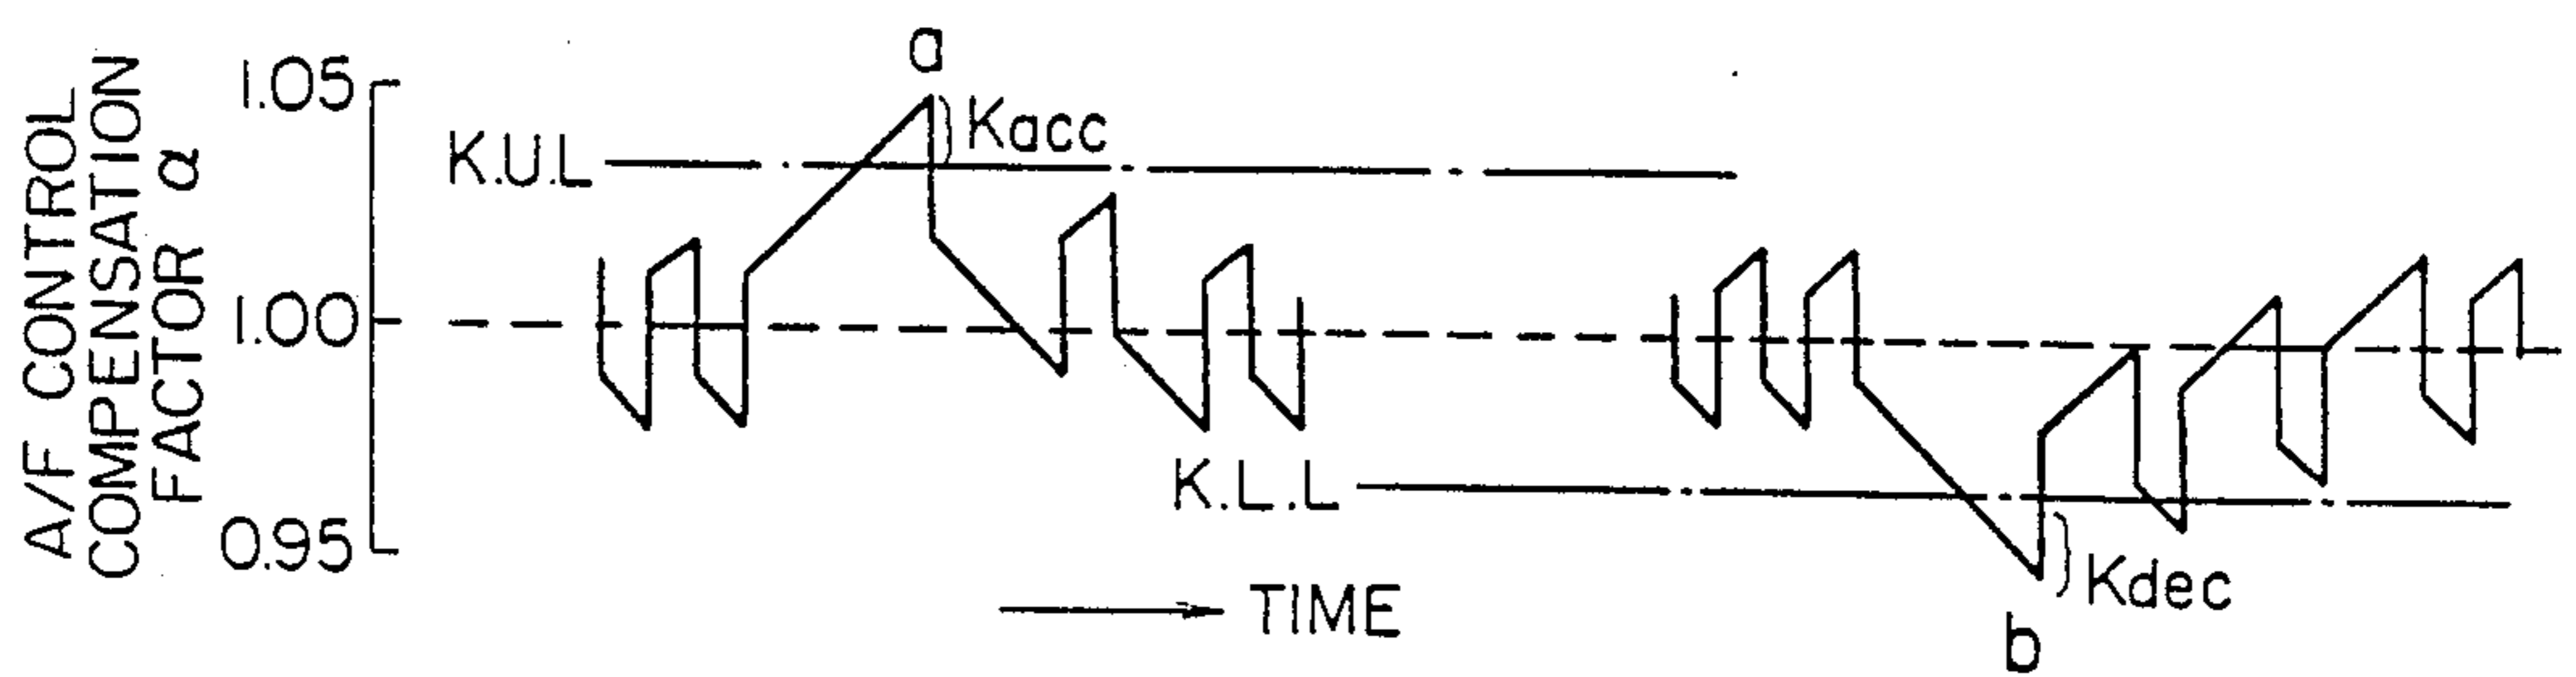 A/F CONTROL
COMPENSATION
FACTOR α
1.05
1.00
0.95
a
Kacc
K.U.L
K.L.L
Kdec
b
TIME